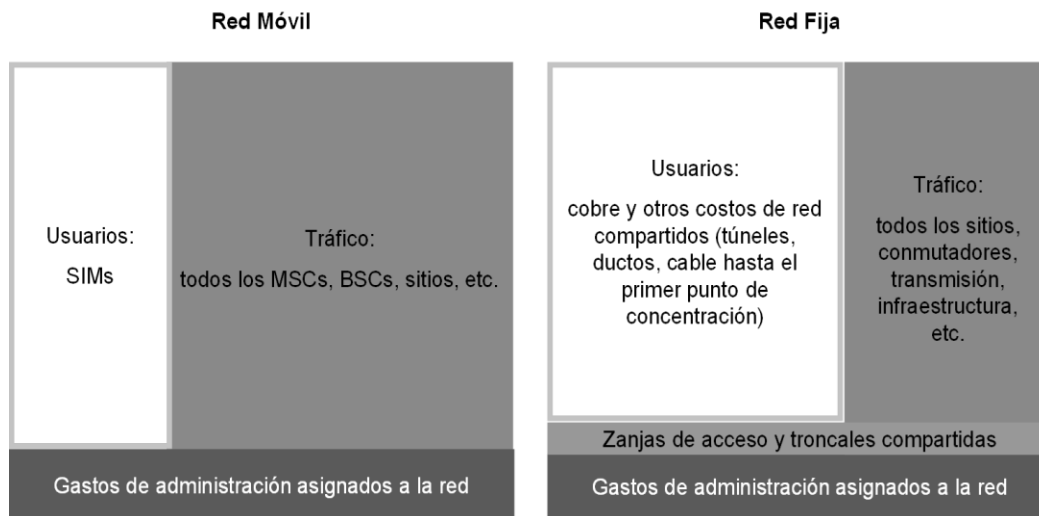 Red Móvil
Usuarios:
SIMs
Tráfico:
todos los MSCs, BSCs, sitios, etc.
Gastos de administración asignados a la red
Red Fija
Usuarios:
cobre y otros costos de red
compartidos (túneles,
ductos, cable hasta el
primer punto de
concentración)
Tráfico:
todos los sitios,
conmutadores,
transmisión,
infraestructura,
etc.
Zanjas de acceso y troncales compartidas
Gastos de administración asignados a la red